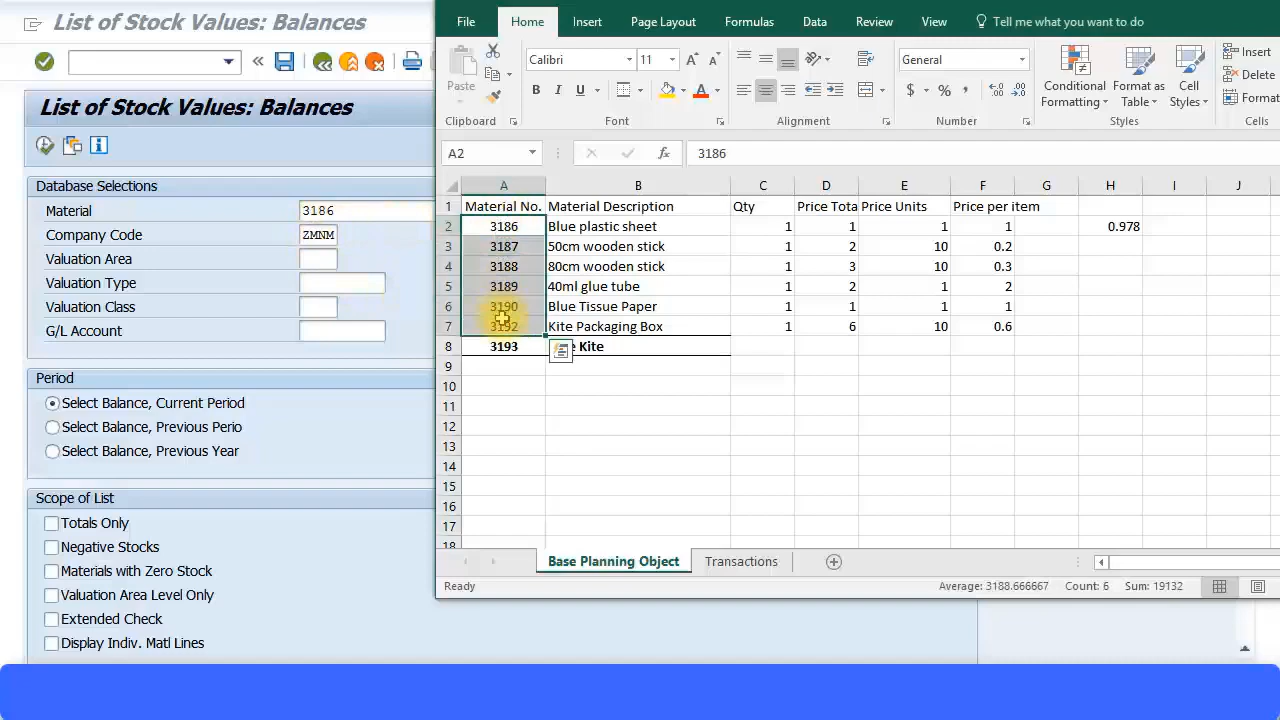 List of Stock Values: Balances
List of Stock Values: Balances
Database Selections
Material 3186
Company Code ZMNM
Valuation Area
Valuation Type
Valuation Class
G/L Account
Period
Select Balance, Current Period
Select Balance, Previous Perio
Select Balance, Previous Year
Scope of List
Totals Only
Negative Stocks
Materials with Zero Stock
Valuation Area Level Only
Extended Check
Display Indiv. Matl Lines
File Home Insert Page Layout Formulas Data Review View Tell me what you want to do
Paste
Calibri 11
B I U
General
$ % ,
Conditional Formatting
Format as Table
Cell Styles
Insert
Delete
Format
Clipboard Font Alignment Number Styles Cells
A2 fx 3186
A B C D E F G H I J
1 Material No. Material Description Qty Price Tota Price Units Price per item
2 3186 Blue plastic sheet 1 1 1 1 0.978
3 3187 50cm wooden stick 1 2 10 0.2
4 3188 80cm wooden stick 1 3 10 0.3
5 3189 40ml glue tube 1 2 1 2
6 3190 Blue Tissue Paper 1 1 1 1
7 3192 Kite Packaging Box 1 6 10 0.6
8 3193 Kite
9
10
11
12
13
14
15
16
17
18
Base Planning Object Transactions
Ready Average: 3188.666667 Count: 6 Sum: 19132